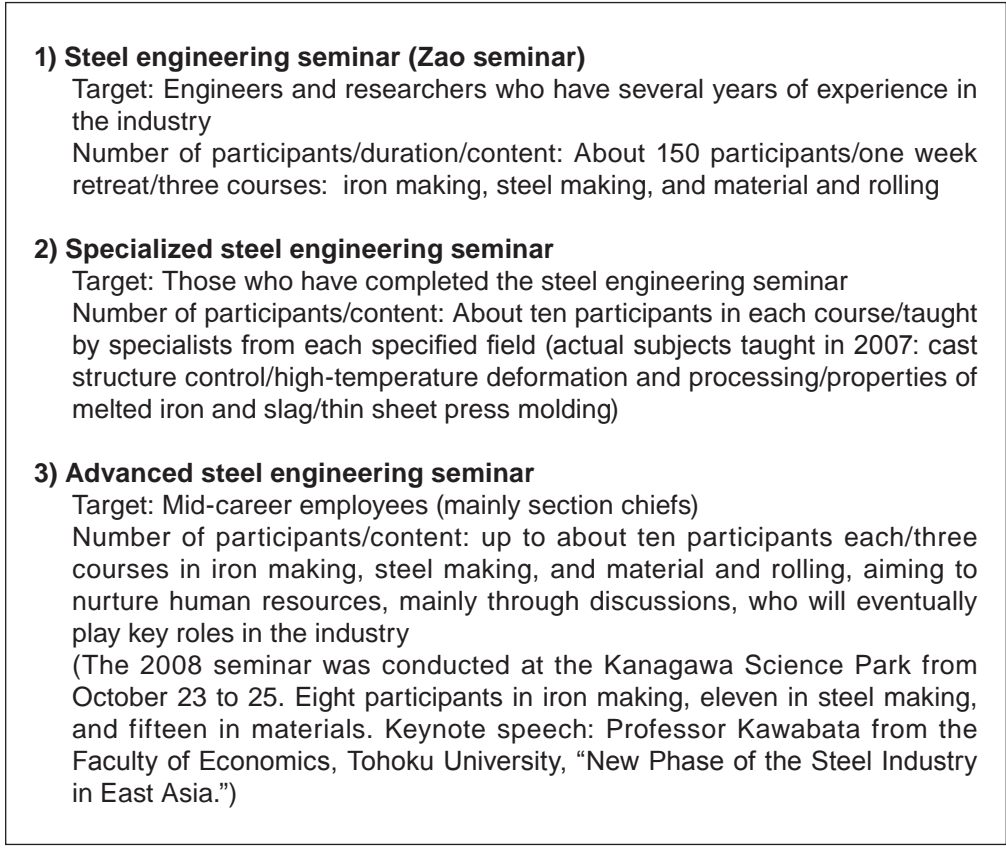 1) Steel engineering seminar (Zao seminar)
Target: Engineers and researchers who have several years of experience in
the industry
Number of participants/duration/content: About 150 participants/one week
retreat/three courses:  iron making, steel making, and material and rolling
2) Specialized steel engineering seminar
Target: Those who have completed the steel engineering seminar
Number of participants/content: About ten participants in each course/taught
by specialists from each specified field (actual subjects taught in 2007: cast
structure control/high-temperature deformation and processing/properties of
melted iron and slag/thin sheet press molding)
3) Advanced steel engineering seminar
Target: Mid-career employees (mainly section chiefs)
Number of participants/content: up to about ten participants each/three
courses in iron making, steel making, and material and rolling, aiming to
nurture human resources, mainly through discussions, who will eventually
play key roles in the industry
(The 2008 seminar was conducted at the Kanagawa Science Park from
October 23 to 25. Eight participants in iron making, eleven in steel making,
and fifteen in materials. Keynote speech: Professor Kawabata from the
Faculty of Economics, Tohoku University, “New Phase of the Steel Industry
in East Asia.”)